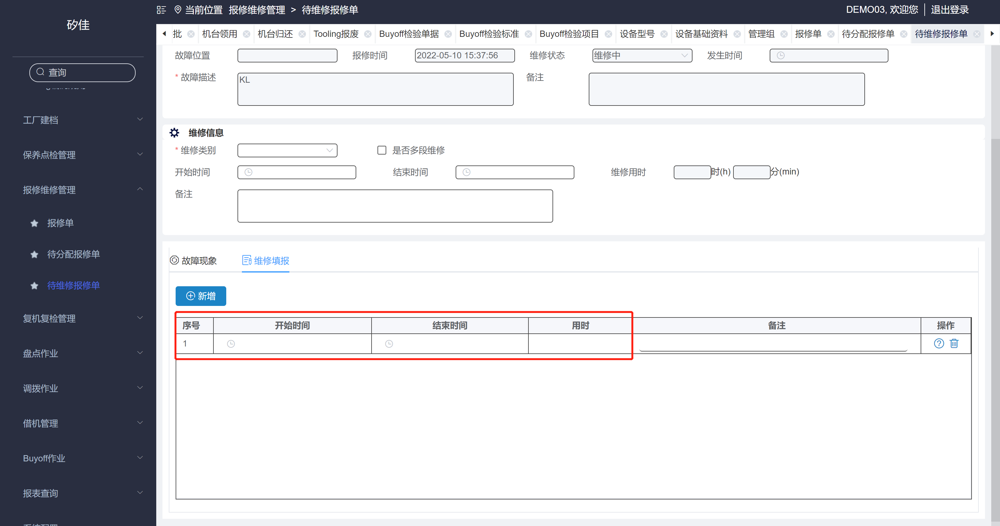 矽佳
查询
工厂建档
保养点检管理
报修维修管理
报修单
待分配报修单
待维修报修单
复机复检管理
盘点作业
调拨作业
借机管理
Buyoff作业
报表查询
当前位置 报修维修管理 > 待维修报修单
DEMO03, 欢迎您 退出登录
批 机台领用 机台归还 Tooling报废 Buyoff检验单据 Buyoff检验标准 Buyoff检验项目 设备型号 设备基础资料 管理组 报修单 待分配报修单 待维修报修单
故障位置 报修时间 2022-05-10 15:37:56 维修状态 维修中 发生时间
* 故障描述 KL 备注
维修信息
* 维修类别 是否多段维修
开始时间 结束时间 维修用时 时(h) 分(min)
备注
故障现象 维修填报
新增
序号 开始时间 结束时间 用时 备注 操作
1